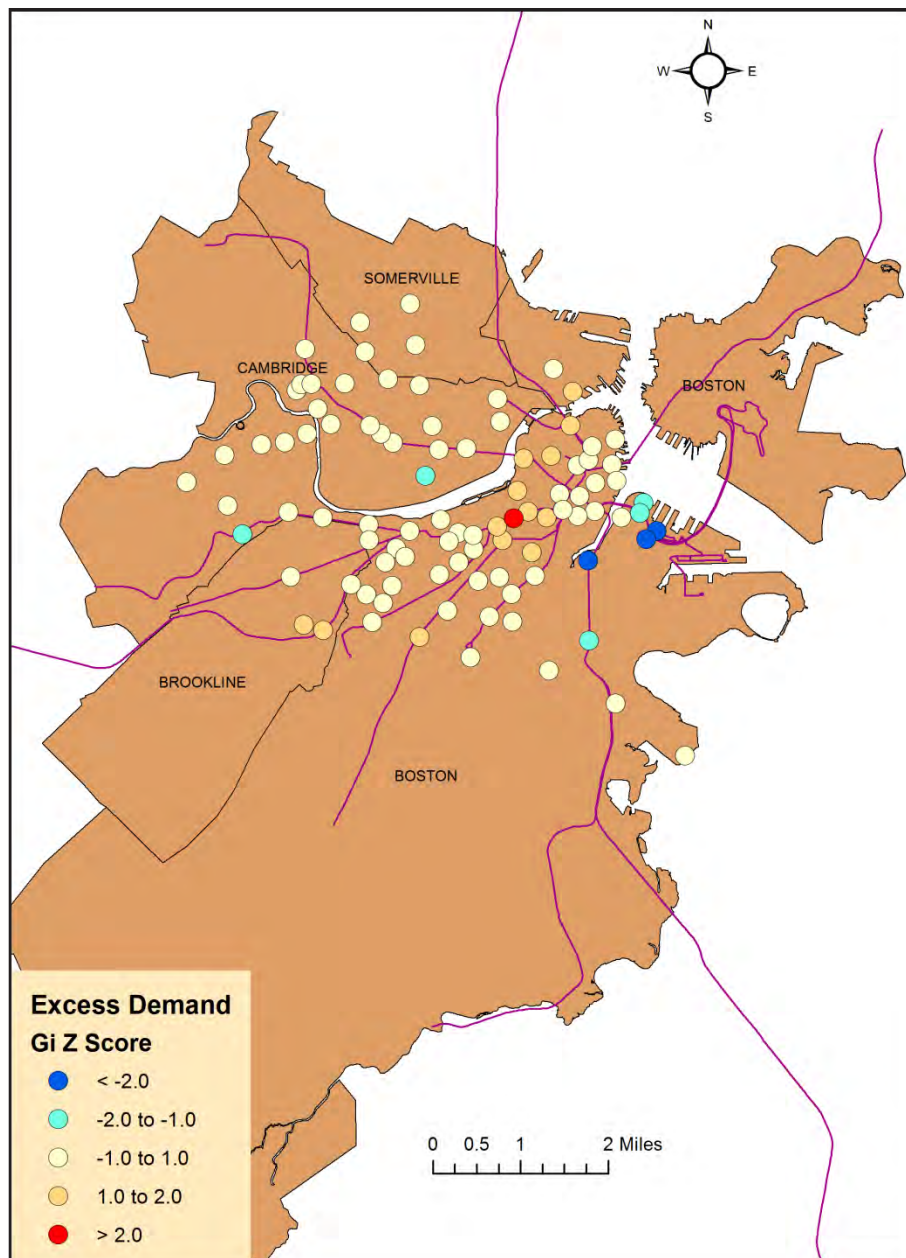 N
W E
S
SOMERVILLE
CAMBRIDGE
BOSTON
BROOKLINE
BOSTON
Excess Demand
Gi Z Score
< -2.0
-2.0 to -1.0
-1.0 to 1.0
1.0 to 2.0
> 2.0
0 0.5 1 2 Miles